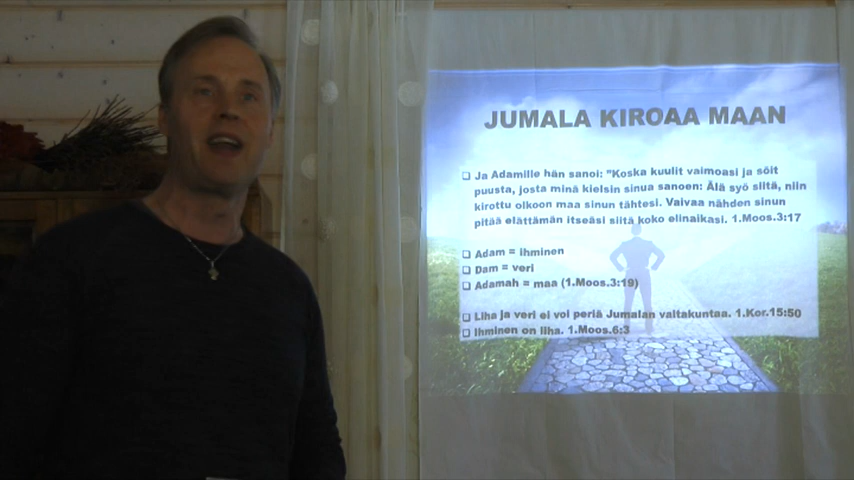 JUMALA KIROAA MAAN
Ja Adamille hän sanoi: "Koska kuulit vaimoasi ja söit
puusta, josta minä kielsin sinua sanoen: Älä syö siitä, niin
kirottu olkoon maa sinun tähtesi. Vaivaa nähden sinun
pitää elättämän itseäsi siitä koko elinaikasi. 1.Moos.3:17
Adam = ihminen
Dam = veri
Adamah = maa (1.Moos.3:19)
Liha ja veri ei voi periä Jumalan valtakuntaa. 1.Kor.15:50
Ihminen on liha. 1.Moos.6:3